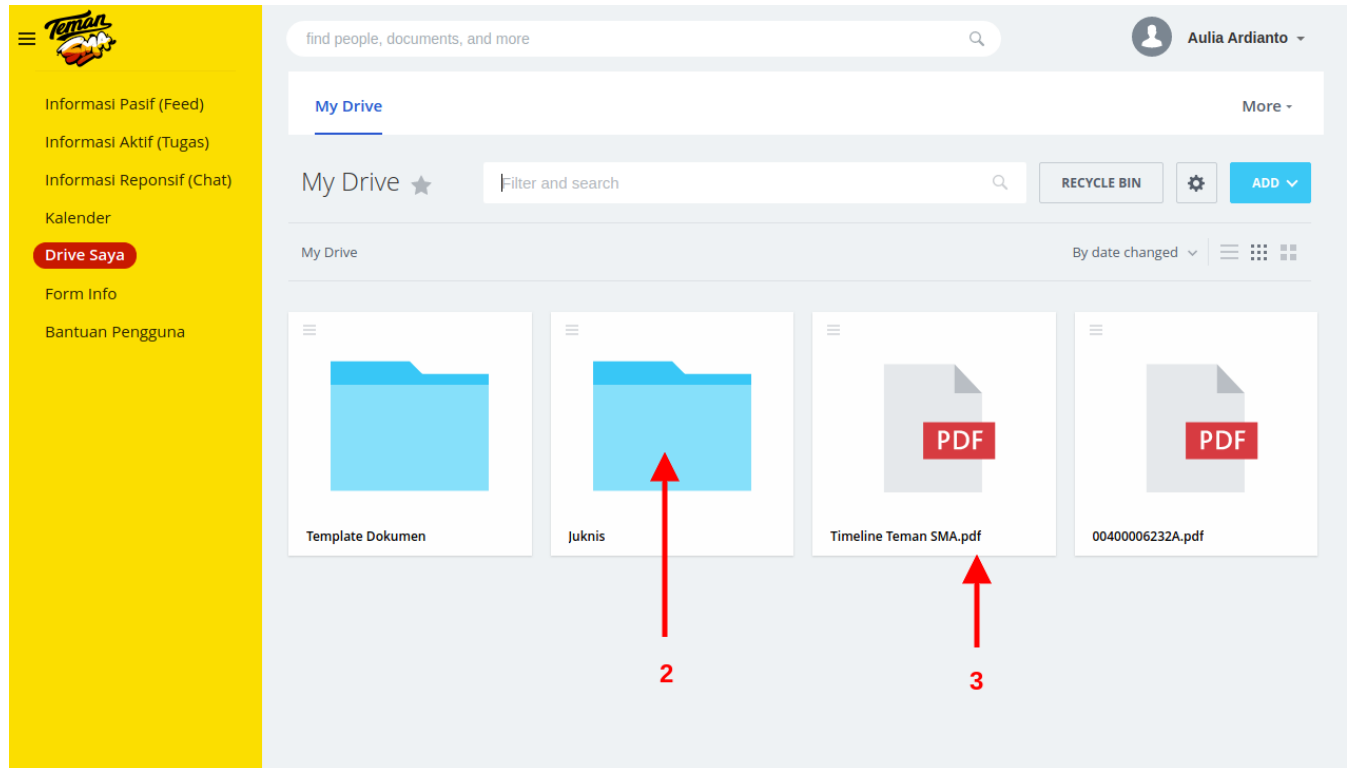 Teman
SMA
find people, documents, and more
Aulia Ardianto
Informasi Pasif (Feed)
Informasi Aktif (Tugas)
Informasi Reponsif (Chat)
Kalender
Drive Saya
Form Info
Bantuan Pengguna
My Drive
More
My Drive
Filter and search
RECYCLE BIN
ADD
My Drive
By date changed
PDF
PDF
Template Dokumen
Juknis
Timeline Teman SMA.pdf
00400006232A.pdf
2
3